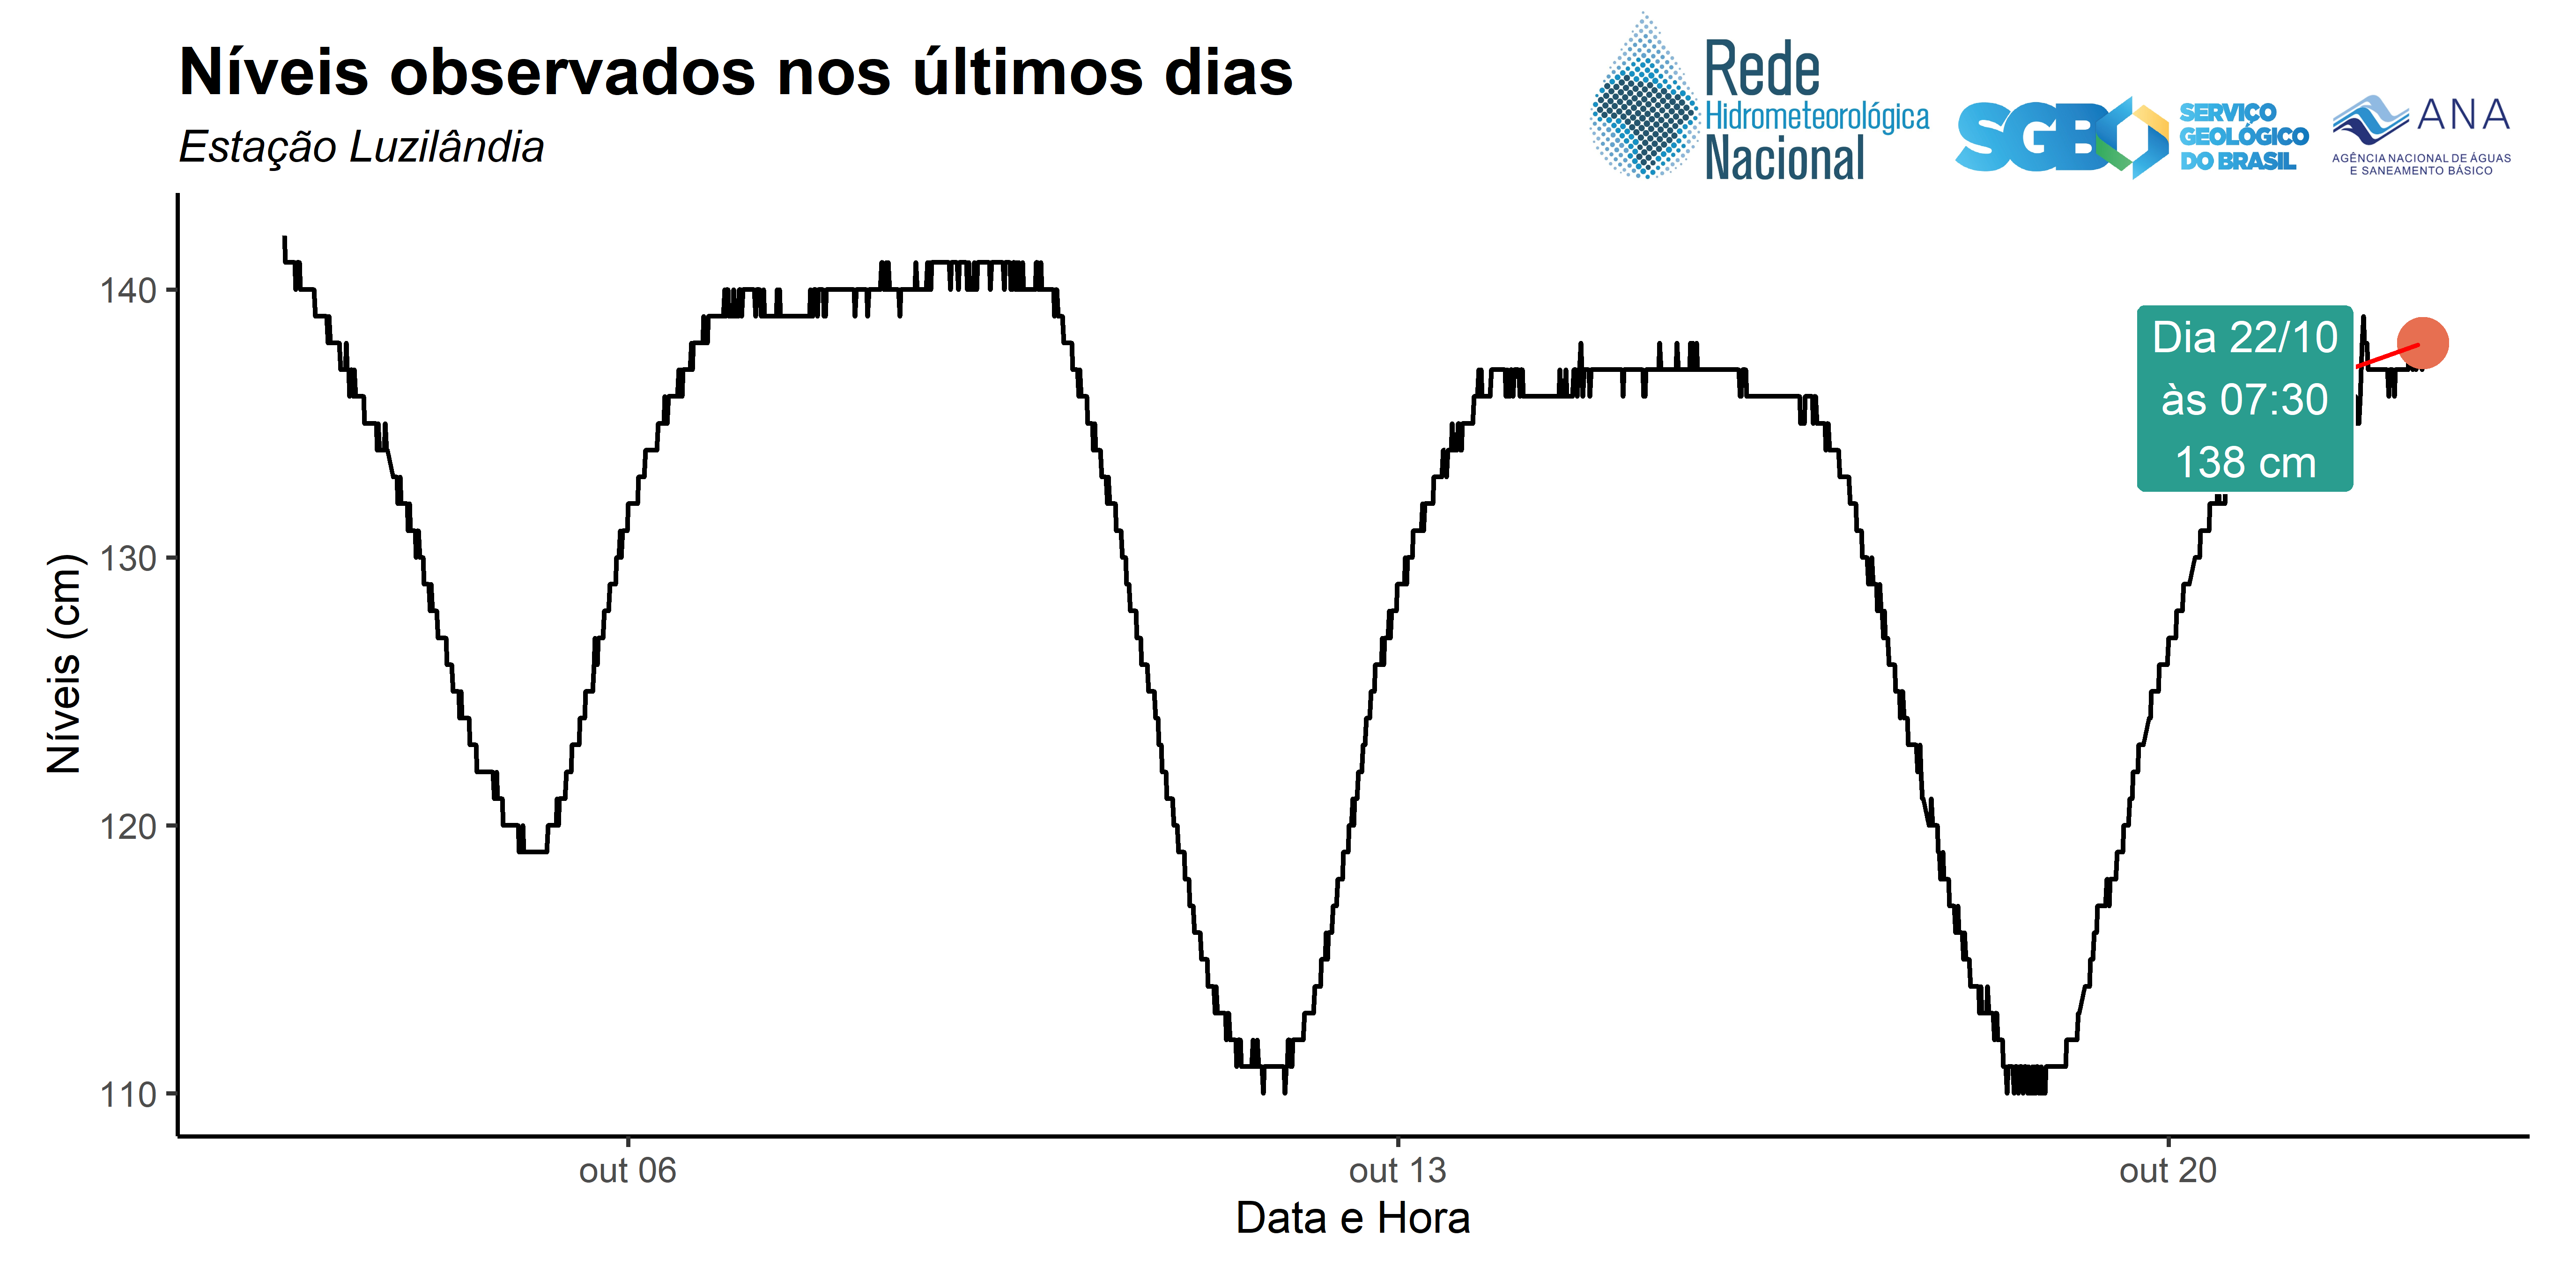 Níveis observados nos últimos dias
Estação Luzilândia
Rede
Hidrometeorológica
Nacional
SGB
SERVIÇO
GEOLÓGICO
DO BRASIL
ANA
AGÊNCIA NACIONAL DE ÁGUAS
E SANEAMENTO BÁSICO
140
130
120
110
Níveis (cm)
Dia 22/10
às 07:30
138 cm
out 06
out 13
out 20
Data e Hora